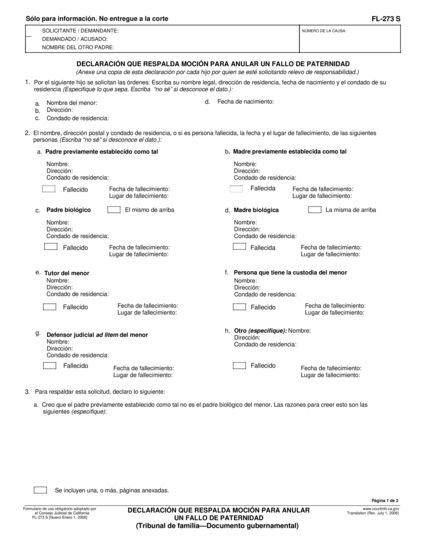 Sólo para información. No entregue a la corte
FL-273 S
SOLICITANTE / DEMANDANTE:
DEMANDADO / ACUSADO:
NOMBRE DEL OTRO PADRE:
NÚMERO DE LA CAUSA:
DECLARACIÓN QUE RESPALDA MOCIÓN PARA ANULAR UN FALLO DE PATERNIDAD
(Anexe una copia de esta declaración por cada hijo por quien se esté solicitando relevo de responsabilidad.)
1. Por el siguiente hijo se solicitan las órdenes: Escriba su nombre legal, dirección de residencia, fecha de nacimiento y el condado de su
residencia (Especifique lo que sepa. Escriba “no sé” si desconoce el dato.):
a. Nombre del menor:
d. Fecha de nacimiento:
b. Dirección:
c. Condado de residencia:
2. El nombre, dirección postal y condado de residencia, o si es persona fallecida, la fecha y el lugar de fallecimiento, de las siguientes
personas (Escriba “no sé” si desconoce el dato.):
a. Padre previamente establecido como tal
Nombre:
Dirección:
Condado de residencia:
Fallecido
Fecha de fallecimiento:
Lugar de fallecimiento:
b. Madre previamente establecida como tal
Nombre:
Dirección:
Condado de residencia:
Fallecida
Fecha de fallecimiento:
Lugar de fallecimiento:
c. Padre biológico
El mismo de arriba
Nombre:
Dirección:
Condado de residencia:
Fallecido
Fecha de fallecimiento:
Lugar de fallecimiento:
d. Madre biológica
La misma de arriba
Nombre:
Dirección:
Condado de residencia:
Fallecida
Fecha de fallecimiento:
Lugar de fallecimiento:
e. Tutor del menor
Nombre:
Dirección:
Condado de residencia:
Fallecido
Fecha de fallecimiento:
Lugar de fallecimiento:
f. Persona que tiene la custodia del menor
Nombre:
Dirección:
Condado de residencia:
Fallecido
Fecha de fallecimiento:
Lugar de fallecimiento:
g. Defensor judicial ad litem del menor
Nombre:
Dirección:
Condado de residencia:
Fallecido
Fecha de fallecimiento:
Lugar de fallecimiento:
h. Otro (especifique): Nombre:
Dirección:
Condado de residencia:
Fallecido
Fecha de fallecimiento:
Lugar de fallecimiento:
3. Para respaldar esta solicitud, declaro lo siguiente:
a. Creo que el padre previamente establecido como tal no es el padre biológico del menor. Las razones para creer esto son las
siguientes (especifique):
Se incluyen una, o más, páginas anexadas.
Página 1 de 2
Formulario de uso obligatorio adoptado por
el Consejo Judicial de California
FL-273 S [Nuevo Enero 1, 2006]
DECLARACIÓN QUE RESPALDA MOCIÓN PARA ANULAR
UN FALLO DE PATERNIDAD
(Tribunal de familia—Documento gubernamental)
www.courtinfo.ca.gov
Translation (Rev. July 1, 2006)